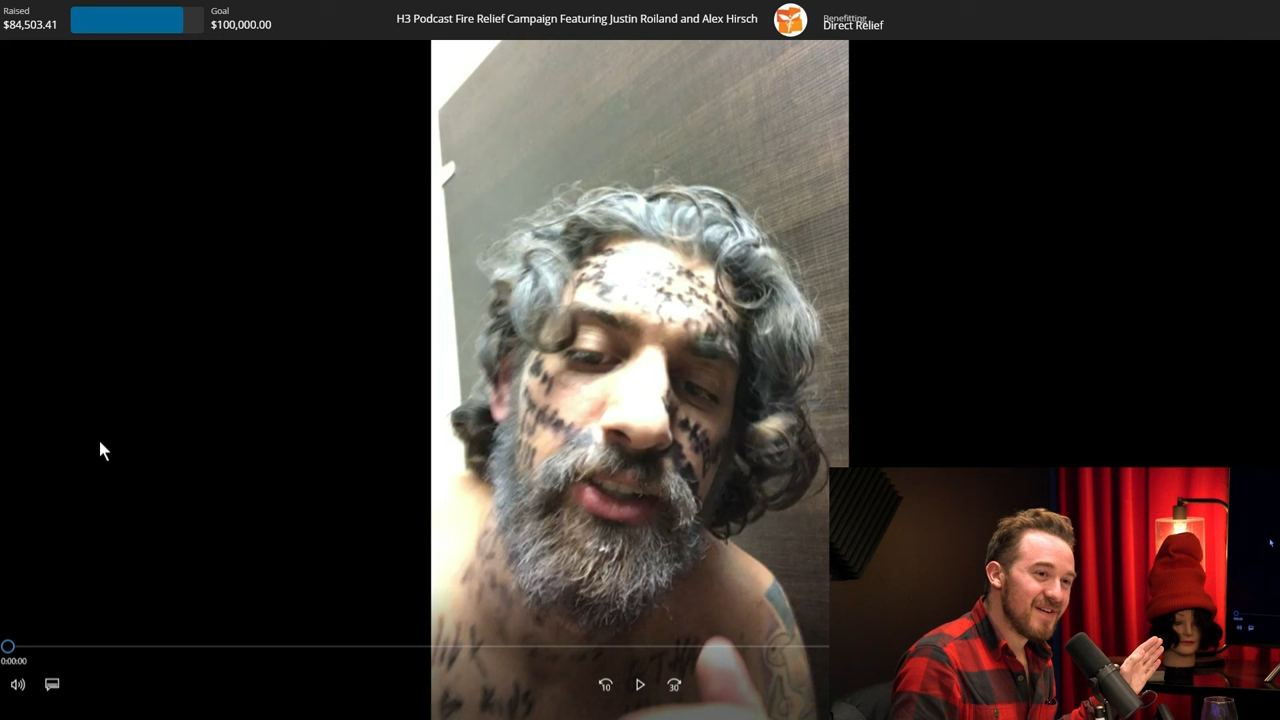 Raised
$84,503.41
Goal
$100,000.00
H3 Podcast Fire Relief Campaign Featuring Justin Roiland and Alex Hirsch
Benefitting
Direct Relief
0:00:00
10
30